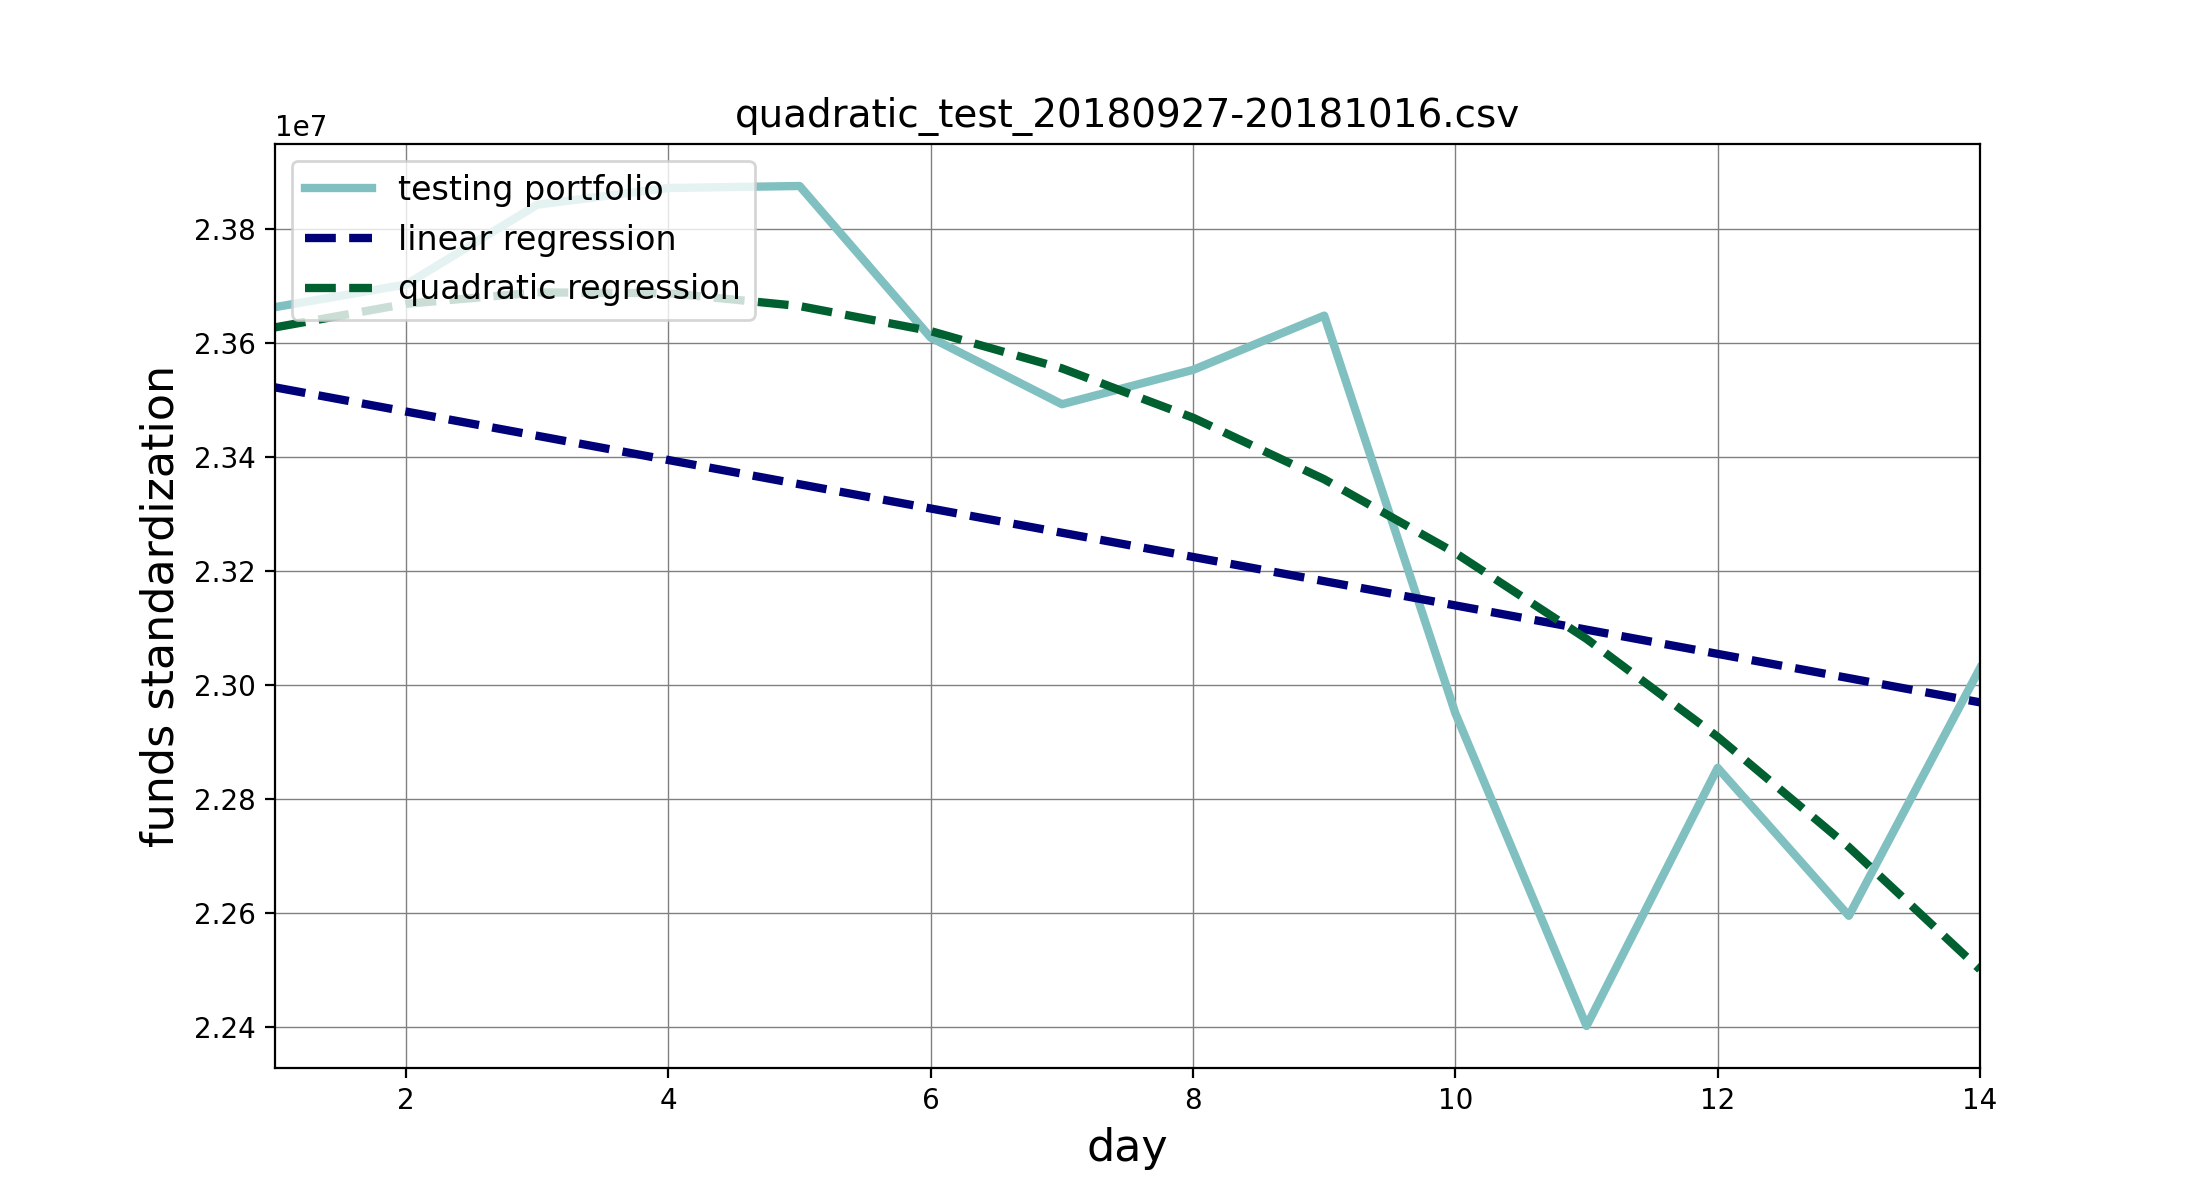 quadratic_test_20180927-20181016.csv
1e7
testing portfolio
linear regression
quadratic regression
2.38
2.36
2.34
2.32
2.30
2.28
2.26
2.24
funds standardization
2 4 6 8 10 12 14
day